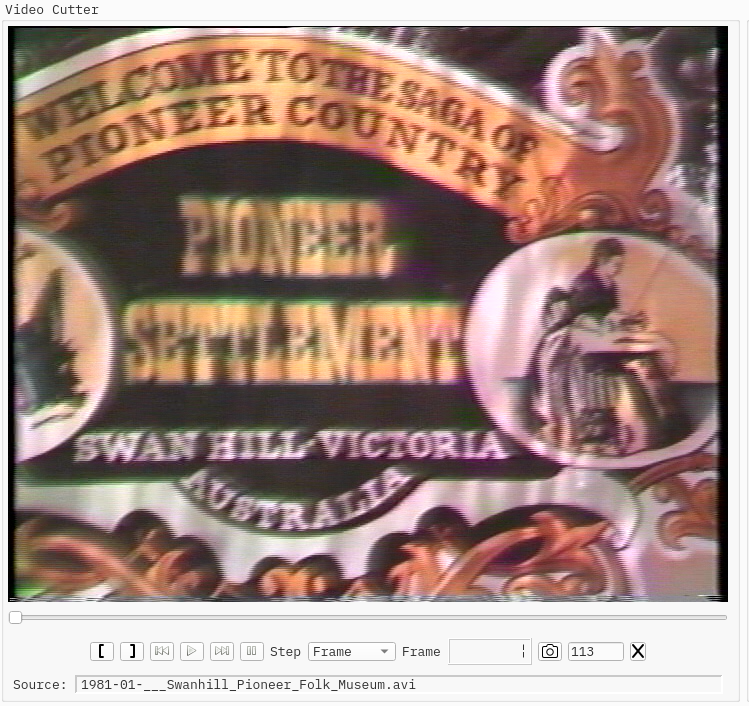 Video Cutter
WELCOME TO THE SAGA OF
PIONEER COUNTRY
PIONEER
SETTLEMENT
SWAN HILL-VICTORIA
AUSTRALIA
[ ] Step Frame Frame 113 X
Source: 1981-01-___Swanhill_Pioneer_Folk_Museum.avi